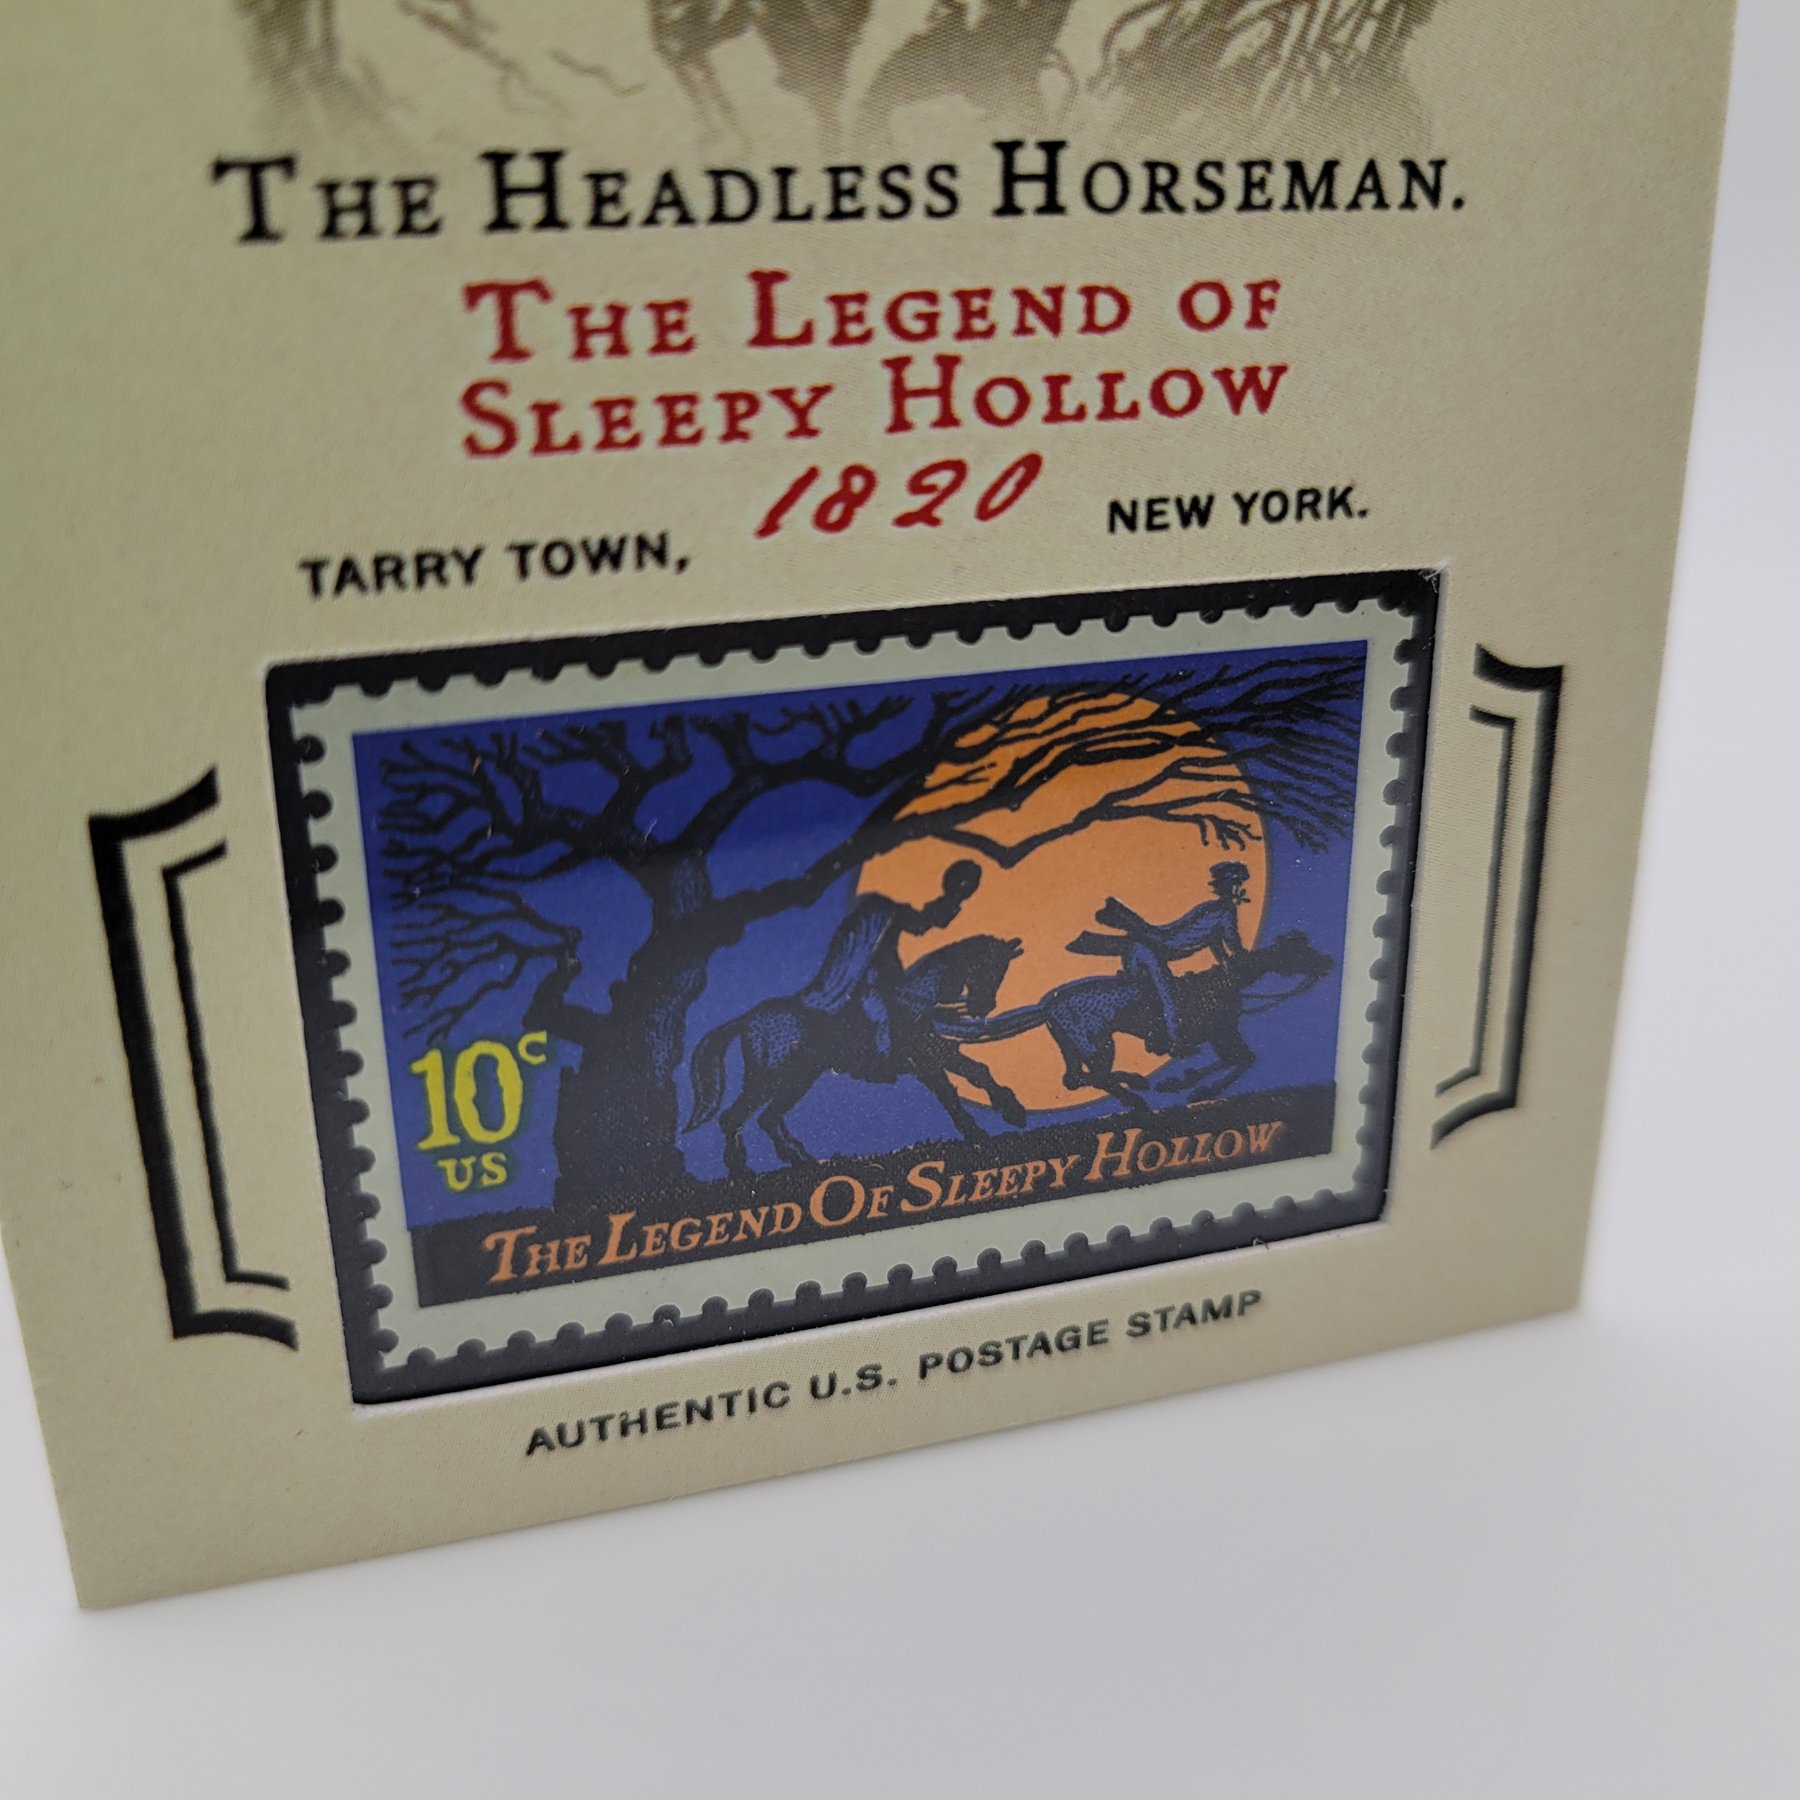 THE HEADLESS HORSEMAN.
THE LEGEND OF
SLEEPY HOLLOW
TARRY TOWN, 1820 NEW YORK.
10c
US
THE LEGEND OF SLEEPY HOLLOW
AUTHENTIC U.S. POSTAGE STAMP